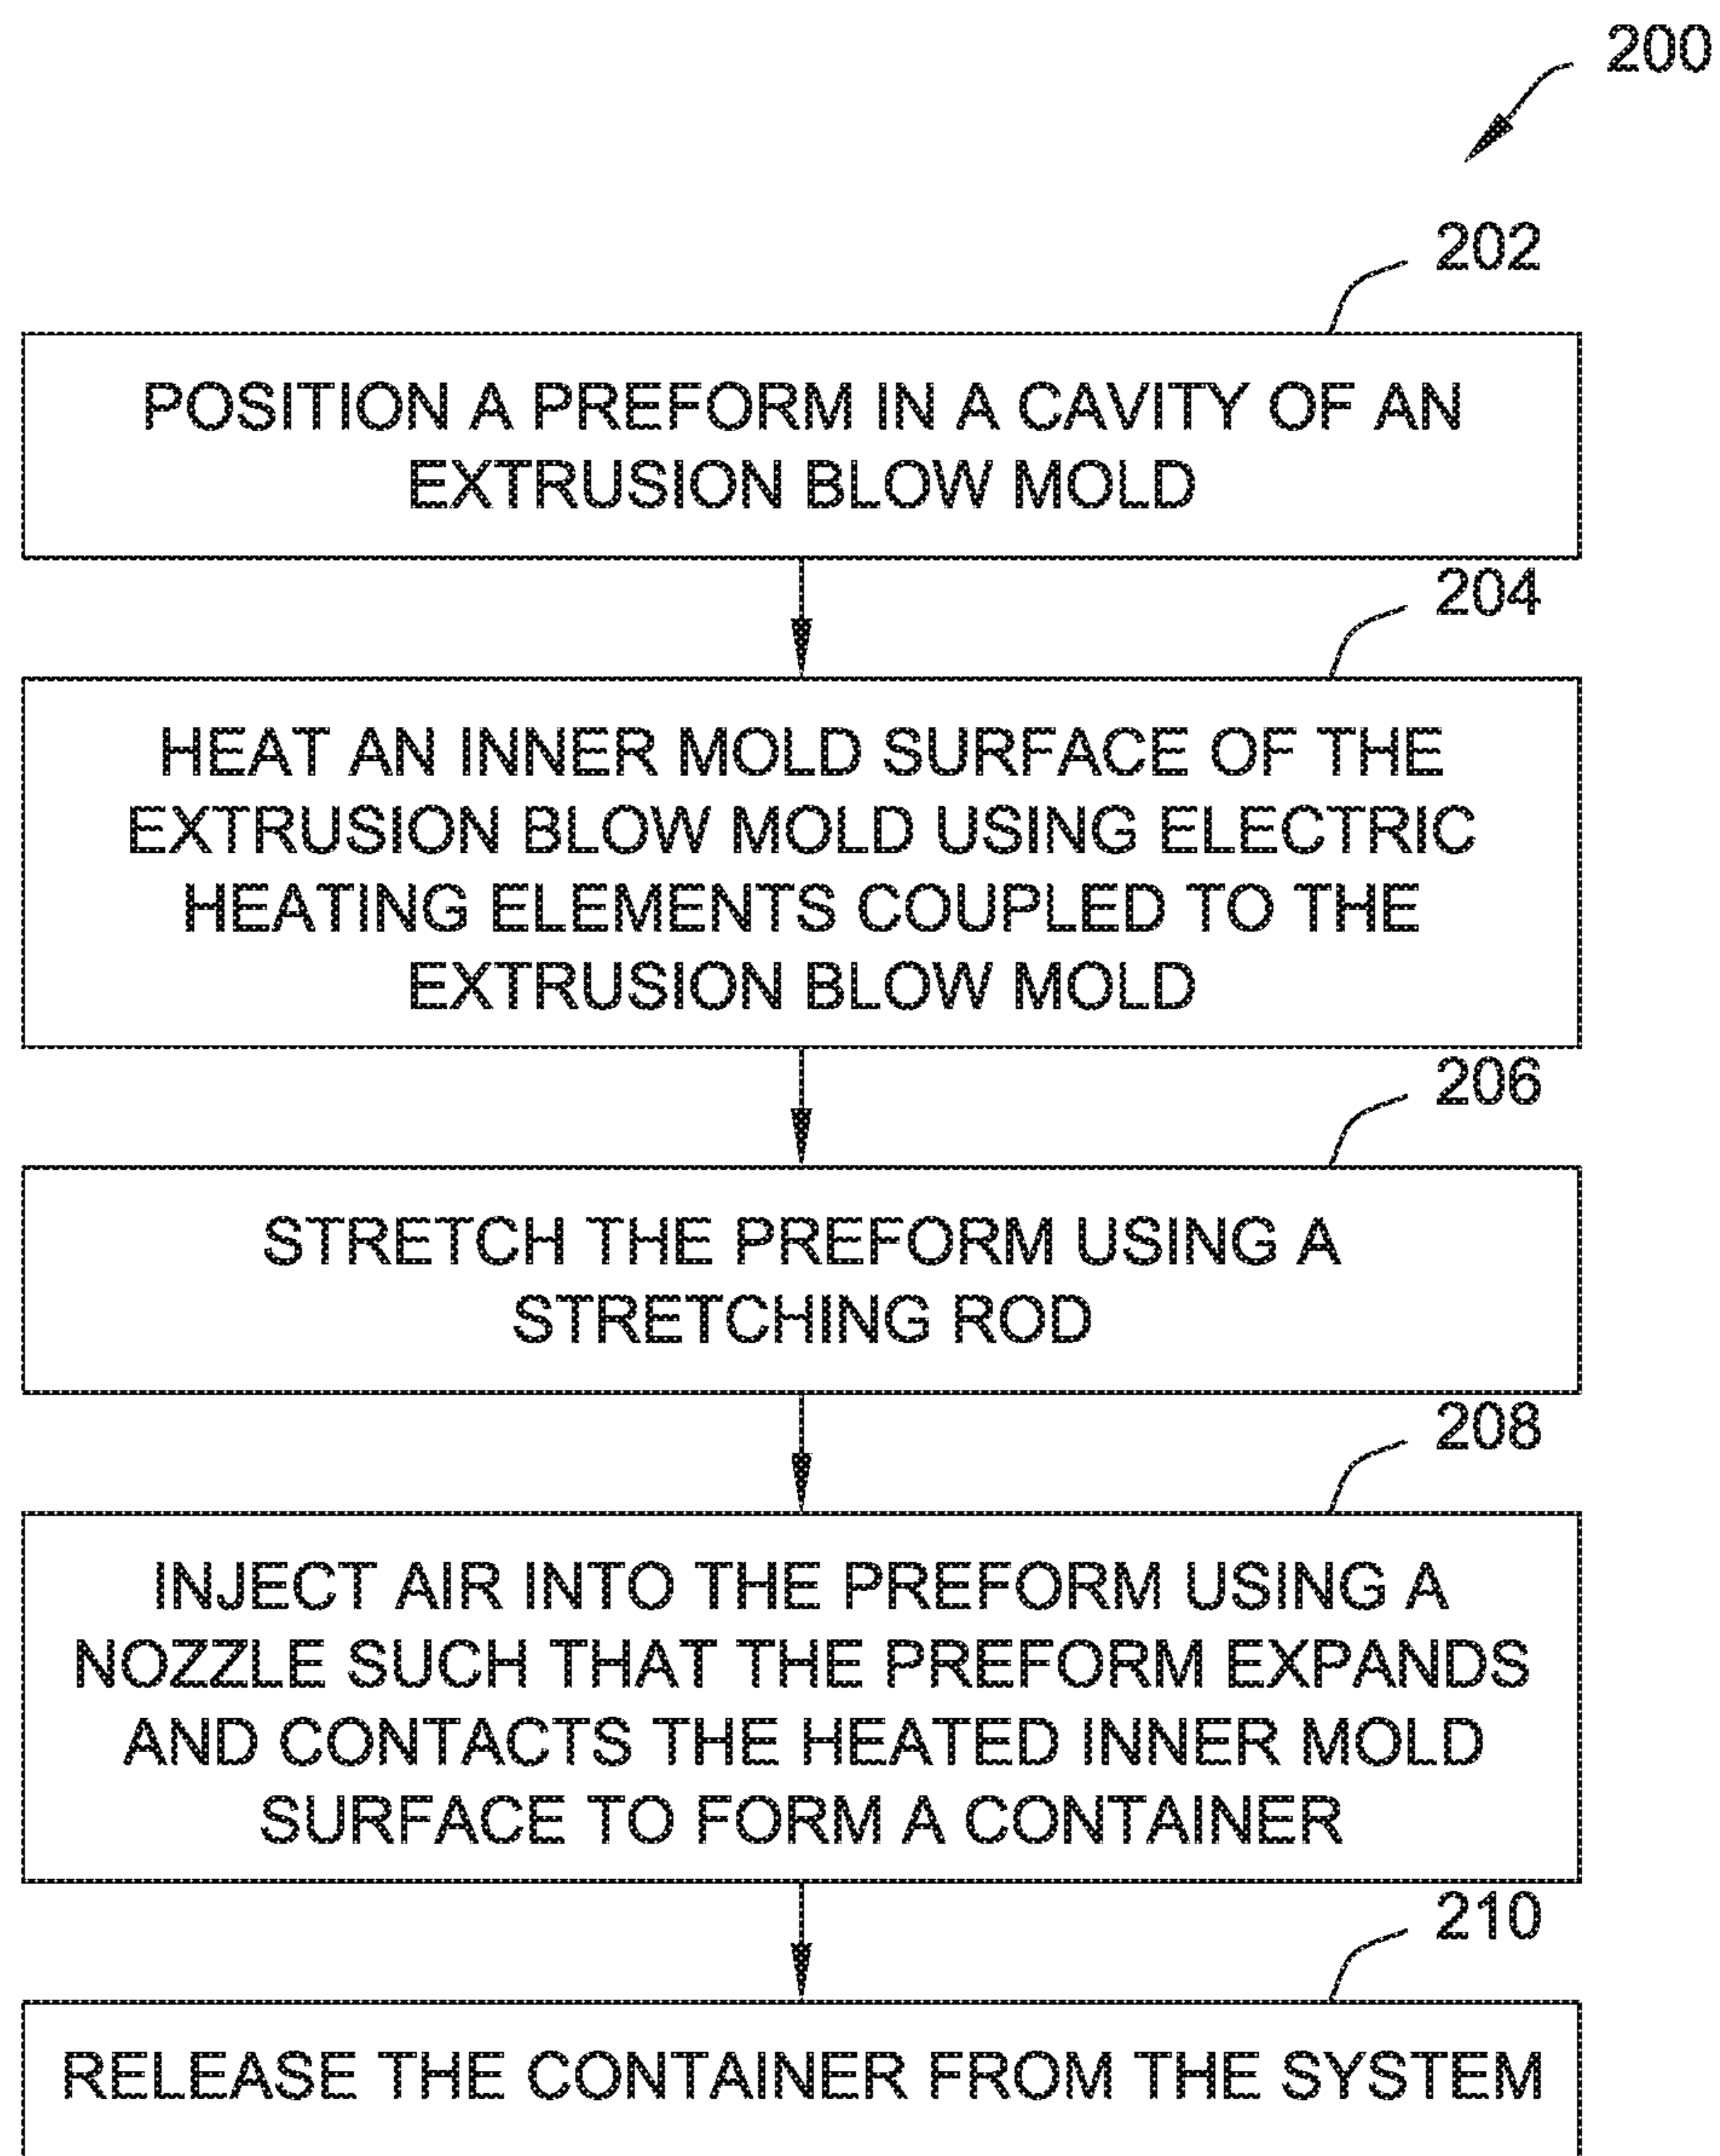 200
202
POSITION A PREFORM IN A CAVITY OF AN
EXTRUSION BLOW MOLD
204
HEAT AN INNER MOLD SURFACE OF THE
EXTRUSION BLOW MOLD USING ELECTRIC
HEATING ELEMENTS COUPLED TO THE
EXTRUSION BLOW MOLD
206
STRETCH THE PREFORM USING A
STRETCHING ROD
208
INJECT AIR INTO THE PREFORM USING A
NOZZLE SUCH THAT THE PREFORM EXPANDS
AND CONTACTS THE HEATED INNER MOLD
SURFACE TO FORM A CONTAINER
210
RELEASE THE CONTAINER FROM THE SYSTEM